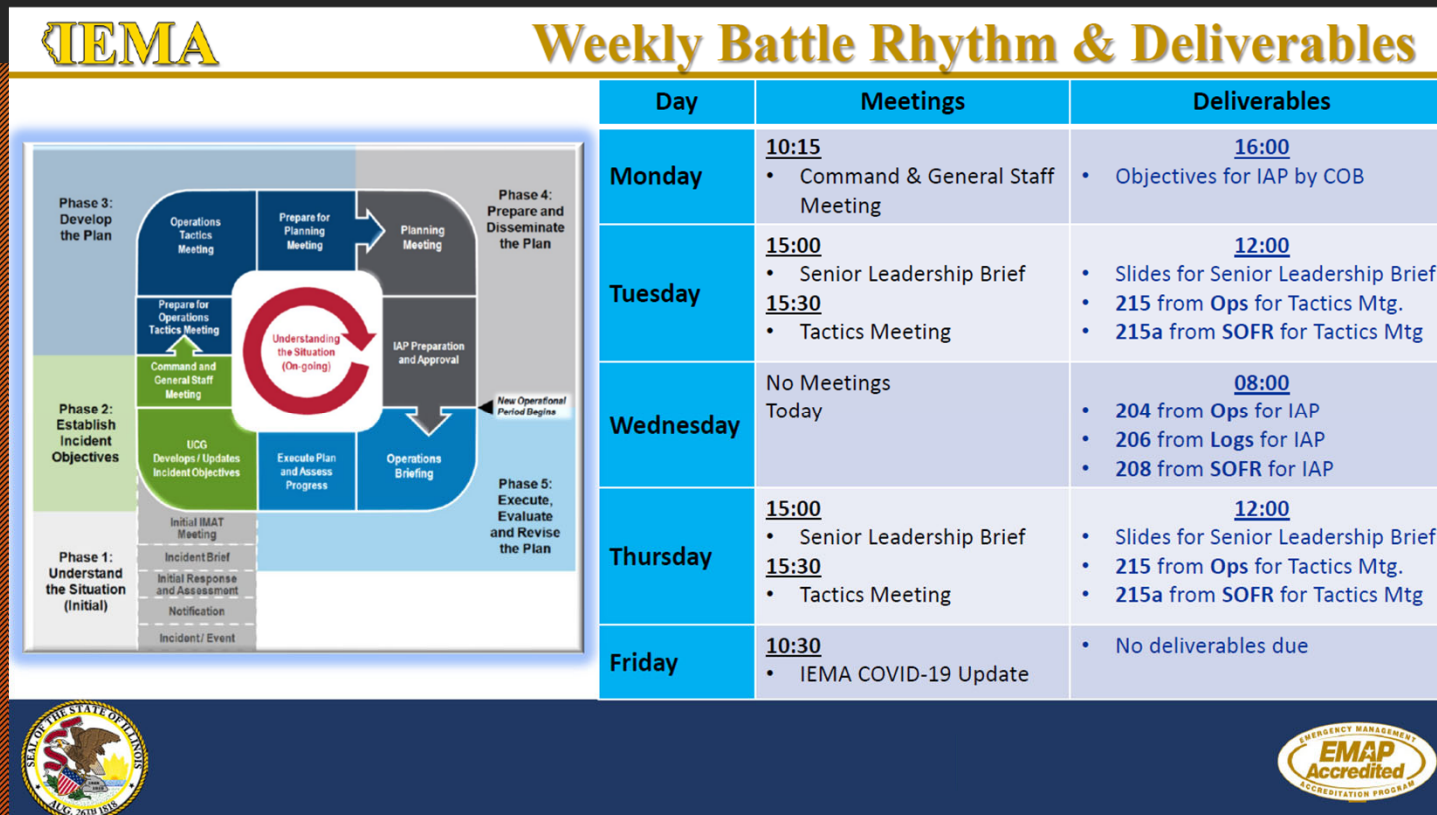 IEMA
Weekly Battle Rhythm & Deliverables
Phase 3:
Develop
the Plan
Operations
Tactics
Meeting
Prepare for
Planning
Meeting
Planning
Meeting
Phase 4:
Prepare and
Disseminate
the Plan
Prepare for
Operations
Tactics Meeting
Understanding
the Situation
(On-going)
IAP Preparation
and Approval
Command and
General Staff
Meeting
New Operational
Period Begins
Phase 2:
Establish
Incident
Objectives
UCG
Develops / Updates
Incident Objectives
Execute Plan
and Assess
Progress
Operations
Briefing
Phase 5:
Execute,
Evaluate
and Revise
the Plan
Phase 1:
Understand
the Situation
(Initial)
Initial IMAT
Meeting
Incident Brief
Initial Response
and Assessment
Notification
Incident / Event
Day Meetings Deliverables
Monday
10:15
• Command & General Staff
Meeting
16:00
• Objectives for IAP by COB
Tuesday
15:00
• Senior Leadership Brief
15:30
• Tactics Meeting
12:00
• Slides for Senior Leadership Brief
• 215 from Ops for Tactics Mtg.
• 215a from SOFR for Tactics Mtg
Wednesday
No Meetings
Today
08:00
• 204 from Ops for IAP
• 206 from Logs for IAP
• 208 from SOFR for IAP
Thursday
15:00
• Senior Leadership Brief
15:30
• Tactics Meeting
12:00
• Slides for Senior Leadership Brief
• 215 from Ops for Tactics Mtg.
• 215a from SOFR for Tactics Mtg
Friday
10:30
• IEMA COVID-19 Update
• No deliverables due
SEAL OF THE STATE OF ILLINOIS
AUG. 26TH 1818
EMERGENCY MANAGEMENT
EMAP
Accredited
ACCREDITATION PROGRAM